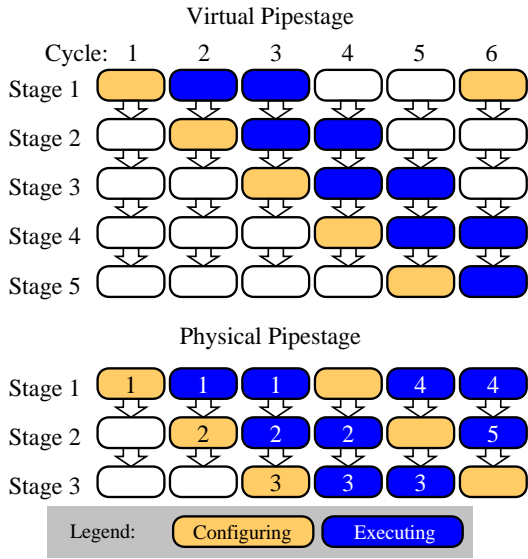 Virtual Pipestage
Cycle: 1 2 3 4 5 6
Stage 1
Stage 2
Stage 3
Stage 4
Stage 5
Physical Pipestage
Stage 1 1 1 1 4 4
Stage 2 2 2 2 5
Stage 3 3 3 3
Legend: Configuring Executing